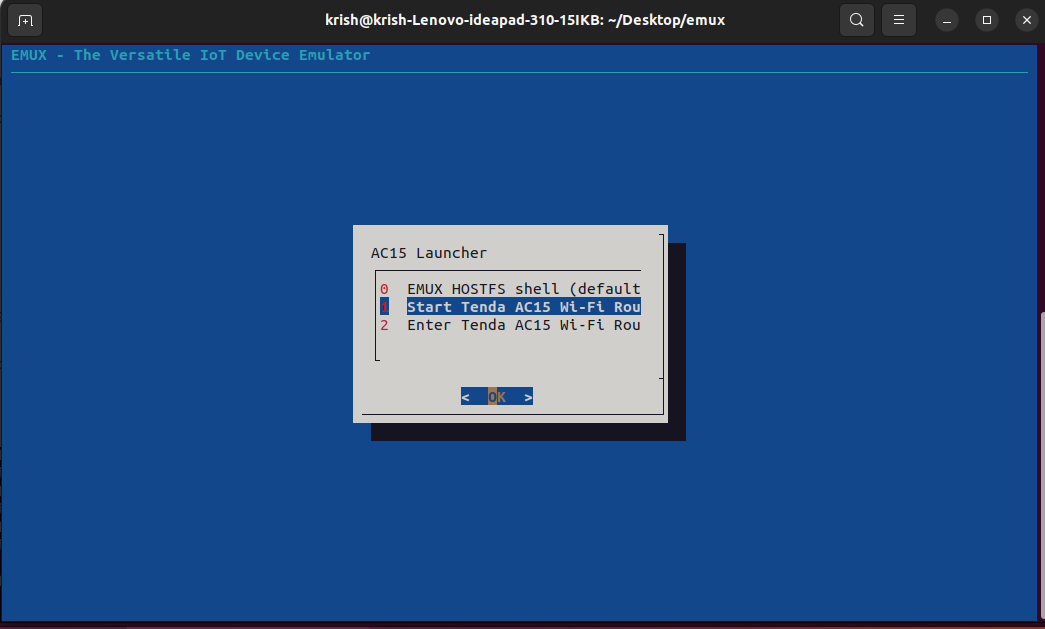 krish@krish-Lenovo-ideapad-310-15IKB: ~/Desktop/emux
EMUX - The Versatile IoT Device Emulator
AC15 Launcher
0 EMUX HOSTFS shell (default
1 Start Tenda AC15 Wi-Fi Rou
2 Enter Tenda AC15 Wi-Fi Rou
< OK >